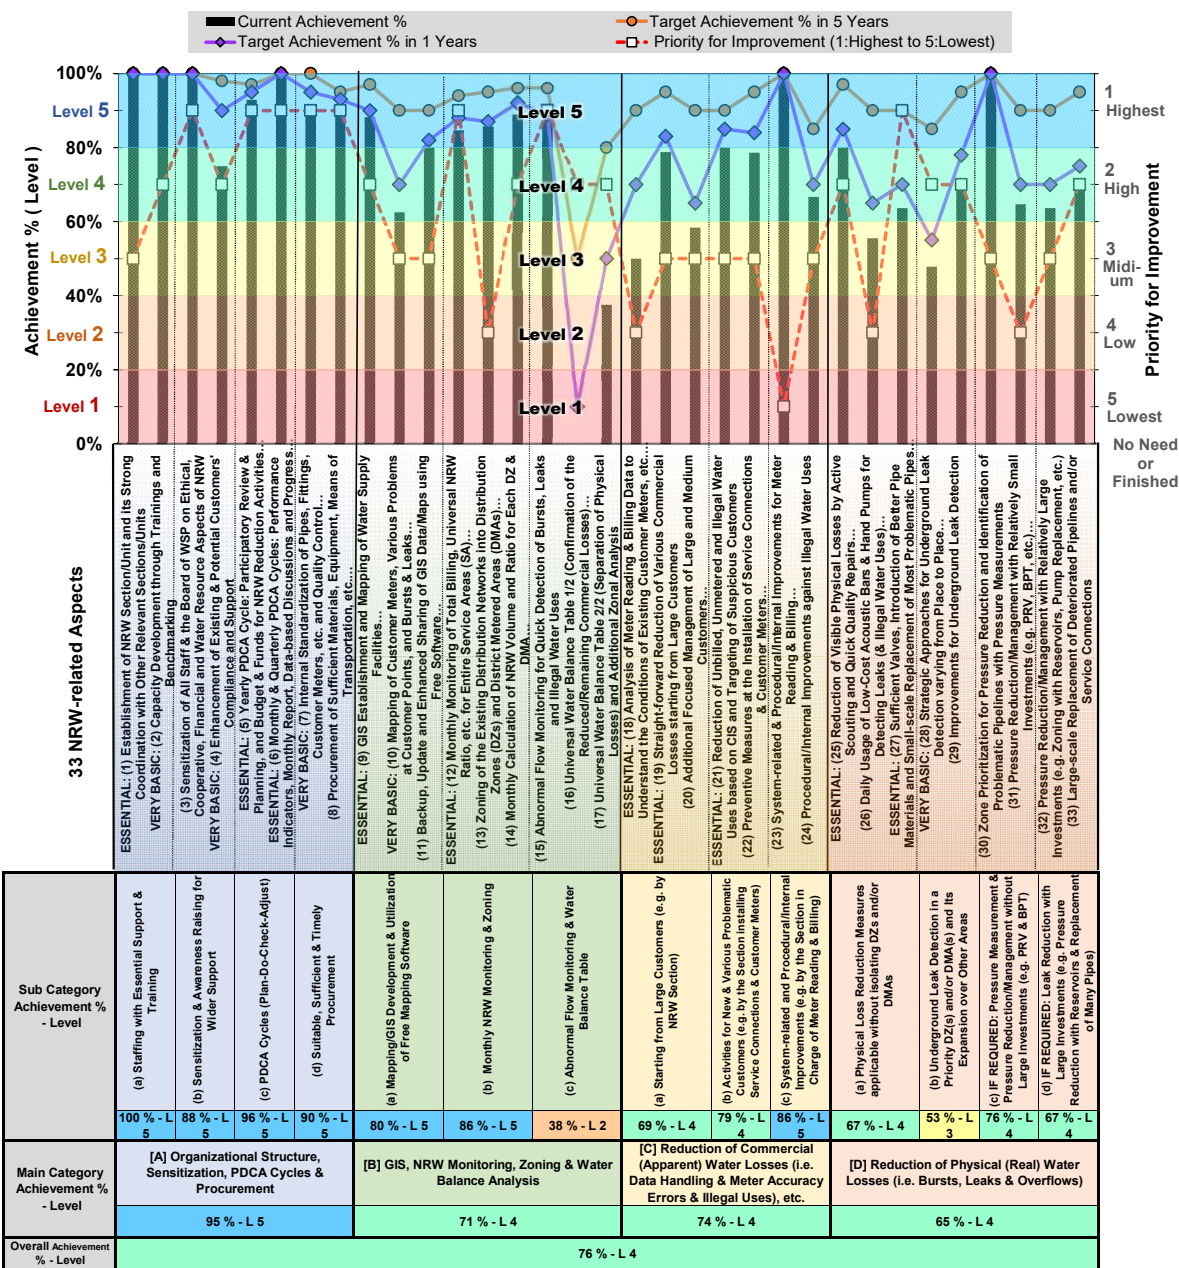 Current Achievement %
Target Achievement % in 5 Years
Target Achievement % in 1 Years
Priority for Improvement (1:Highest to 5:Lowest)
Achievement % ( Level )
100%
Level 5
80%
Level 4
60%
Level 3
40%
Level 2
20%
Level 1
0%
Level 5
Level 4
Level 3
Level 2
Level 1
1
Highest
2
High
3
Midi-
um
4
Low
5
Lowest
No Need
or
Finished
Priority for Improvement
33 NRW-related Aspects
ESSENTIAL: (1) Establishment of NRW Section/Unit and its Strong
Coordination with Other Relevant Sections/Units
VERY BASIC: (2) Capacity Development through Trainings and
Benchmarking
(3) Sensitization of All Staff & the Board of WSP on Ethical,
Cooperative, Financial and Water Resource Aspects of NRW
VERY BASIC: (4) Enhancement of Existing & Potential Customers'
Compliance and Support
ESSENTIAL: (5) Yearly PDCA Cycle: Participatory Review &
Planning, and Budget & Funds for NRW Reduction Activities...
ESSENTIAL: (6) Monthly & Quarterly PDCA Cycles: Performance
Indicators, Monthly Report, Data-based Discussions and Progress...
VERY BASIC: (7) Internal Standardization of Pipes, Fittings,
Customer Meters, etc. and Quality Control...
(8) Procurement of Sufficient Materials, Equipment, Means of
Transportation, etc....
ESSENTIAL: (9) GIS Establishment and Mapping of Water Supply
Facilities...
VERY BASIC: (10) Mapping of Customer Meters, Various Problems
at Customer Points, and Bursts & Leaks...
(11) Backup, Update and Enhanced Sharing of GIS Data/Maps using
Free Software...
ESSENTIAL: (12) Monthly Monitoring of Total Billing, Universal NRW
Ratio, etc. for Entire Service Areas (SA)...
(13) Zoning of the Existing Distribution Networks into Distribution
Zones (DZs) and District Metered Areas (DMAs)...
(14) Monthly Calculation of NRW Volume and Ratio for Each DZ &
DMA...
(15) Abnormal Flow Monitoring for Quick Detection of Bursts, Leaks
and Illegal Water Uses
(16) Universal Water Balance Table 1/2 (Confirmation of the
Reduced/Remaining Commercial Losses)...
(17) Universal Water Balance Table 2/2 (Separation of Physical
Losses) and Additional Zonal Analysis
ESSENTIAL: (18) Analysis of Meter Reading & Billing Data to
Understand the Conditions of Existing Customer Meters, etc...
ESSENTIAL: (19) Straight-forward Reduction of Various Commercial
Losses starting from Large Customers
(20) Additional Focused Management of Large and Medium
Customers...
ESSENTIAL: (21) Reduction of Unbilled, Unmetered and Illegal Water
Uses based on CIS and Targeting of Suspicious Customers
(22) Preventive Measures at the Installation of Service Connections
& Customer Meters...
(23) System-related & Procedural/Internal Improvements for Meter
Reading & Billing...
(24) Procedural/Internal Improvements against Illegal Water Uses
ESSENTIAL: (25) Reduction of Visible Physical Losses by Active
Scouting and Quick Quality Repairs...
(26) Daily Usage of Low-Cost Bars & Acoustic Hand Pumps for
Detecting Leaks (& Illegal Water Uses)...
ESSENTIAL: (27) Sufficient Valves, Introduction of Better Pipe
Materials and Small-scale Replacement of Most Problematic Pipes...
VERY BASIC: (28) Strategic Approaches for Underground Leak
Detection varying from Place to Place...
(29) Improvements for Underground Leak Detection
(30) Zone Prioritization for Pressure Reduction and Identification of
Problematic Pipelines with Pressure Measurements
(31) Pressure Reduction/Management with Relatively Small
Investments (e.g., PRV, BPT, etc.)...
(32) Pressure Reduction/Management with Relatively Large
Investments (e.g. Zoning with Reservoirs, Pump Replacement, etc.)
(33) Large-scale Replacement of Deteriorated Pipelines and/or
Service Connections
Sub Category
Achievement %
- Level
(a) Staffing with Essential Support &
Training
(b) Sensitization & Awareness Raising for
Wider Support
(c) PDCA Cycles (Plan-Do-Check-Adjust)
(d) Suitable, Sufficient & Timely
Procurement
(a) Mapping/GIS Development & Utilization
of Free Mapping Software
(b) Monthly NRW Monitoring & Zoning
(c) Abnormal Flow Monitoring & Water
Balance Table
(a) Starting from Large Customers (e.g. by
NRW Section)
(b) Activities for New & Various Problematic
Customers (e.g. by the Section installing
Service Connections & Customer Meters)
(c) System-related and Procedural/Internal
Improvements (e.g. by the Section in
Charge of Meter Reading & Billing)
(a) Physical Loss Reduction Measures
applicable without isolating DZs and/or
DMAs
(b) Underground Leak Detection in a
Priority DZ(s) and/or DMA(s) and Its
Expansion over Other Areas
(c) IF REQUIRED: Pressure Measurement &
Pressure Reduction/Management without
Large Investments (e.g. PRV & BPT)
(d) IF REQUIRED: Leak Reduction with
Large Investments (e.g. Pressure
Reduction with Reservoirs & Replacement
of Many Pipes)
100 % - L
5
88 % - L
5
96 % - L
5
90 % - L
5
80 % - L 5
86 % - L 5
38 % - L 2
69 % - L 4
79 % - L
4
86 % - L
5
67 % - L 4
53 % - L
3
76 % - L
4
67 % - L
4
Main Category
Achievement %
- Level
[A] Organizational Structure,
Sensitization, PDCA Cycles &
Procurement
[B] GIS, NRW Monitoring, Zoning & Water
Balance Analysis
[C] Reduction of Commercial
(Apparent) Water Losses (i.e.
Data Handling & Meter Accuracy
Errors & Illegal Uses), etc.
[D] Reduction of Physical (Real) Water
Losses (i.e. Bursts, Leaks & Overflows)
95 % - L 5
71 % - L 4
74 % - L 4
65 % - L 4
Overall Achievement
% - Level
76 % - L 4